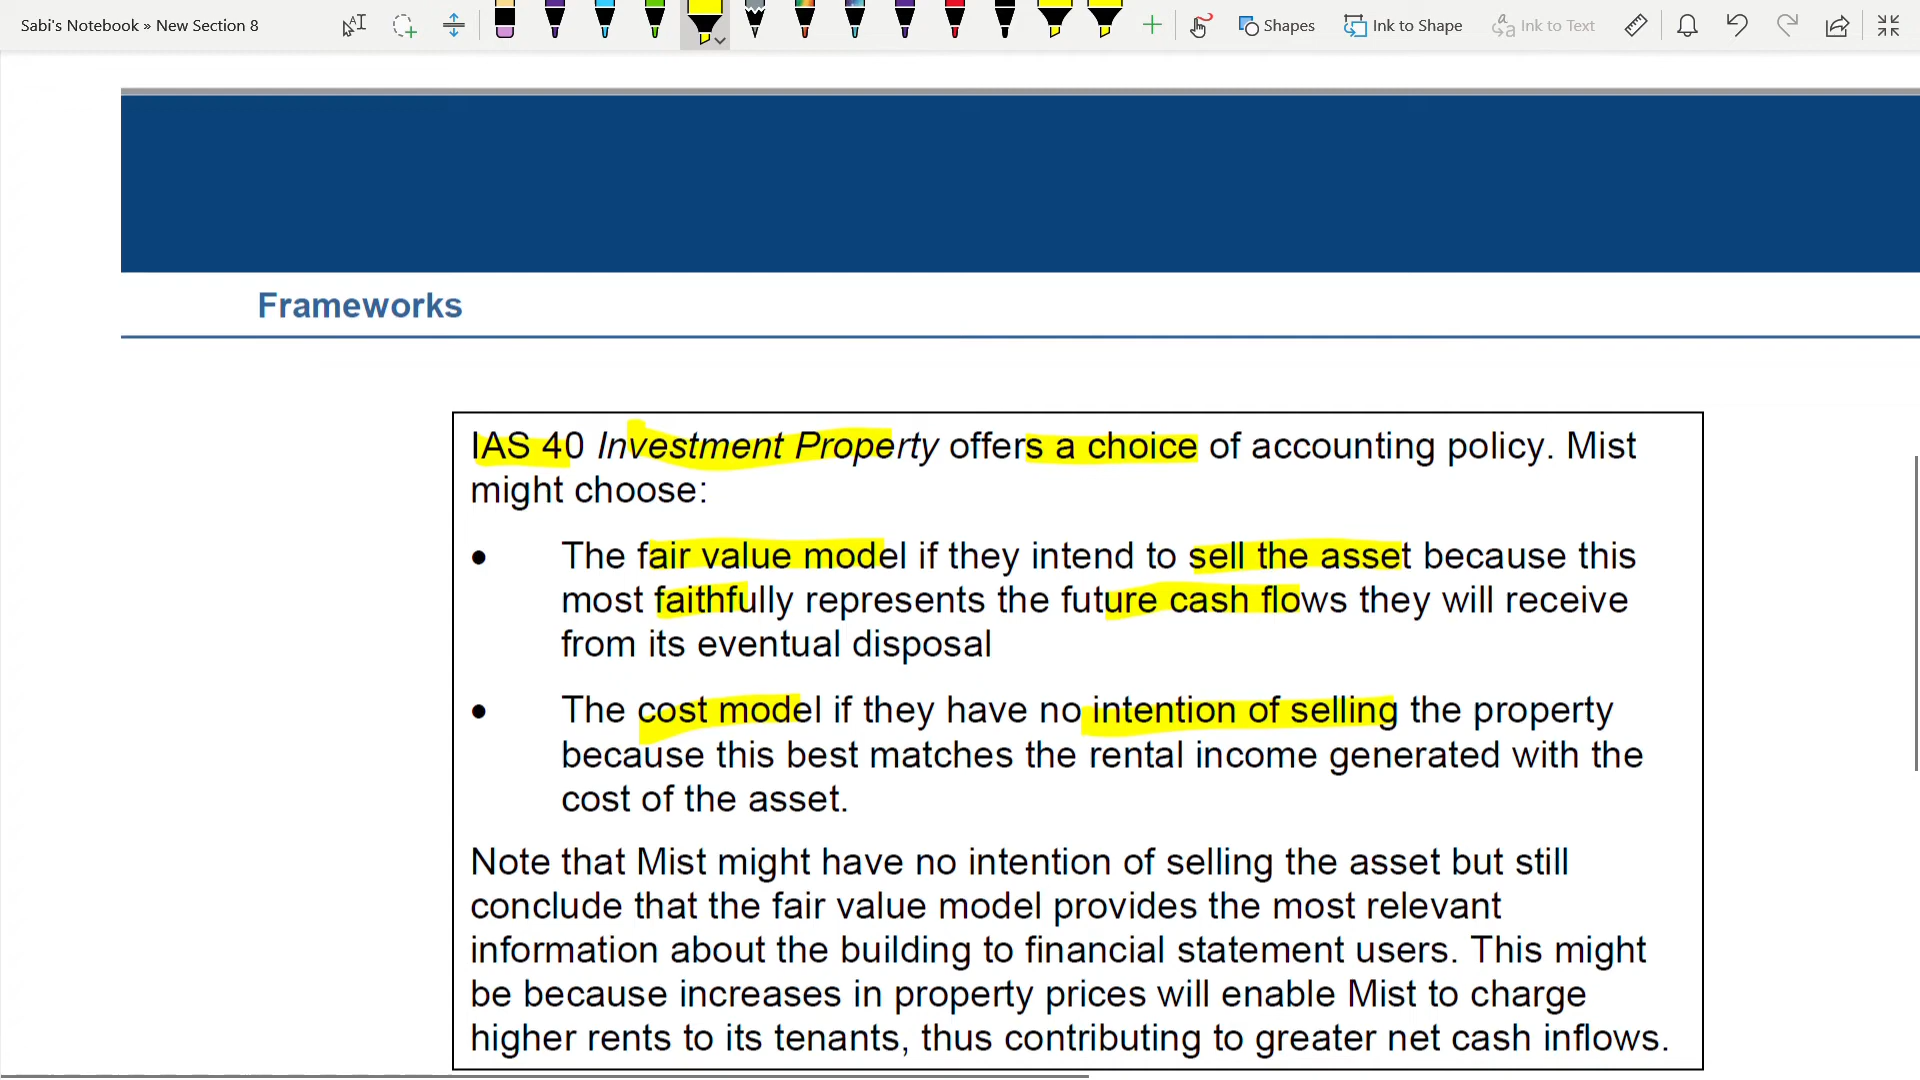 Sabi's Notebook » New Section 8
Shapes
Ink to Shape
Ink to Text
Frameworks
IAS 40 Investment Property offers a choice of accounting policy. Mist
might choose:
• The fair value model if they intend to sell the asset because this
most faithfully represents the future cash flows they will receive
from its eventual disposal
• The cost model if they have no intention of selling the property
because this best matches the rental income generated with the
cost of the asset.
Note that Mist might have no intention of selling the asset but still
conclude that the fair value model provides the most relevant
information about the building to financial statement users. This might
be because increases in property prices will enable Mist to charge
higher rents to its tenants, thus contributing to greater net cash inflows.